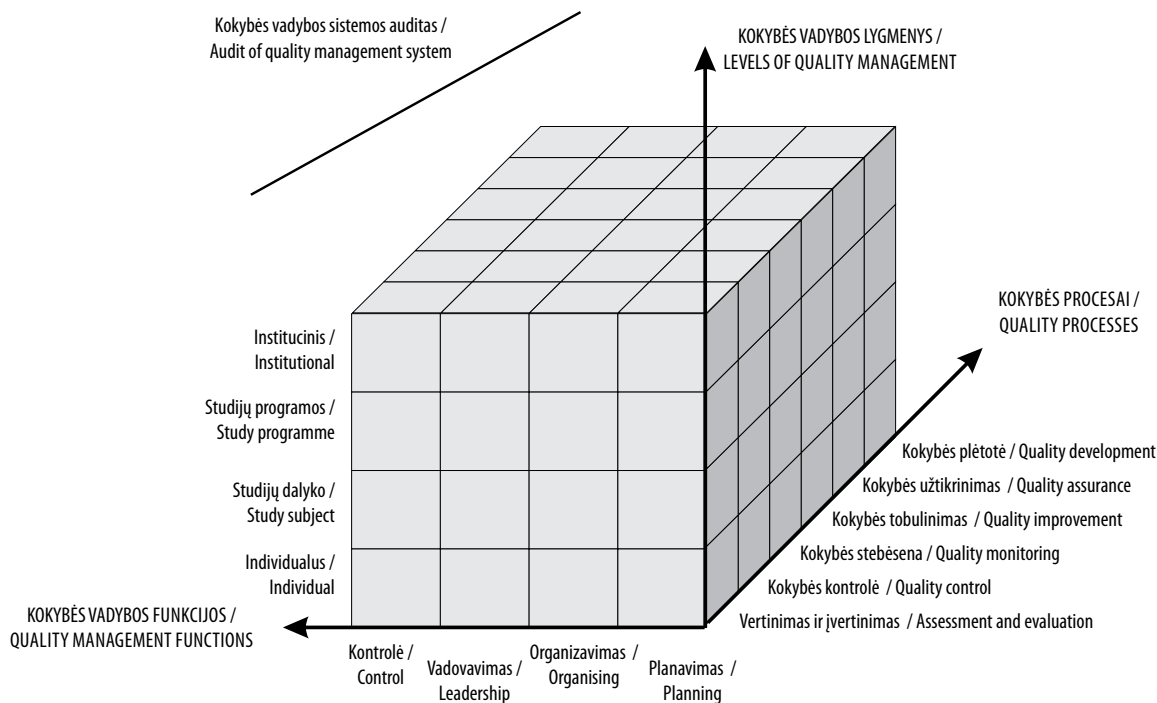 Kokybės vadybos sistemos auditas /
Audit of quality management system
KOKYBĖS VADYBOS LYGMENYS /
LEVELS OF QUALITY MANAGEMENT
KOKYBĖS PROCESAI /
QUALITY PROCESSES
Institucinis /
Institutional
Studijų programos /
Study programme
Studijų dalyko /
Study subject
Individualus /
Individual
Kokybės plėtotė / Quality development
Kokybės užtikrinimas / Quality assurance
Kokybės tobulinimas / Quality improvement
Kokybės stebėsena / Quality monitoring
Kokybės kontrolė / Quality control
Vertinimas ir įvertinimas / Assessment and evaluation
KOKYBĖS VADYBOS FUNKCIJOS /
QUALITY MANAGEMENT FUNCTIONS
Kontrolė /
Control
Vadovavimas /
Leadership
Organizavimas /
Organising
Planavimas /
Planning